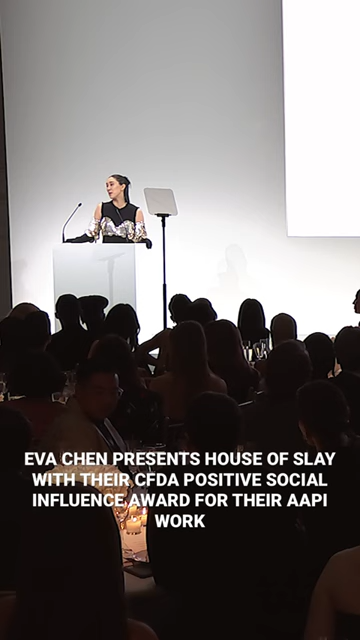 EVA CHEN PRESENTS HOUSE OF SLAY
WITH THEIR CFDA POSITIVE SOCIAL
INFLUENCE AWARD FOR THEIR AAPI
WORK